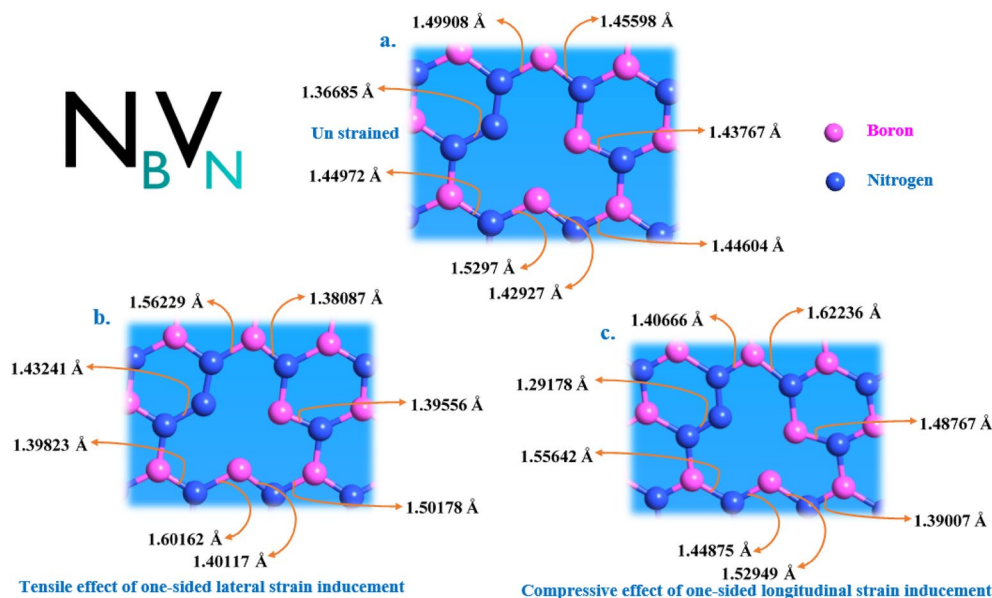 N_B V_N
a.
1.49908 Å
1.45598 Å
1.36685 Å
Un strained
1.43767 Å
1.44972 Å
1.44604 Å
1.5297 Å
1.42927 Å
Boron
Nitrogen
b.
1.56229 Å
1.38087 Å
1.43241 Å
1.39556 Å
1.39823 Å
1.50178 Å
1.60162 Å
1.40117 Å
Tensile effect of one-sided lateral strain inducement
c.
1.40666 Å
1.62236 Å
1.29178 Å
1.48767 Å
1.55642 Å
1.39007 Å
1.44875 Å
1.52949 Å
Compressive effect of one-sided longitudinal strain inducement